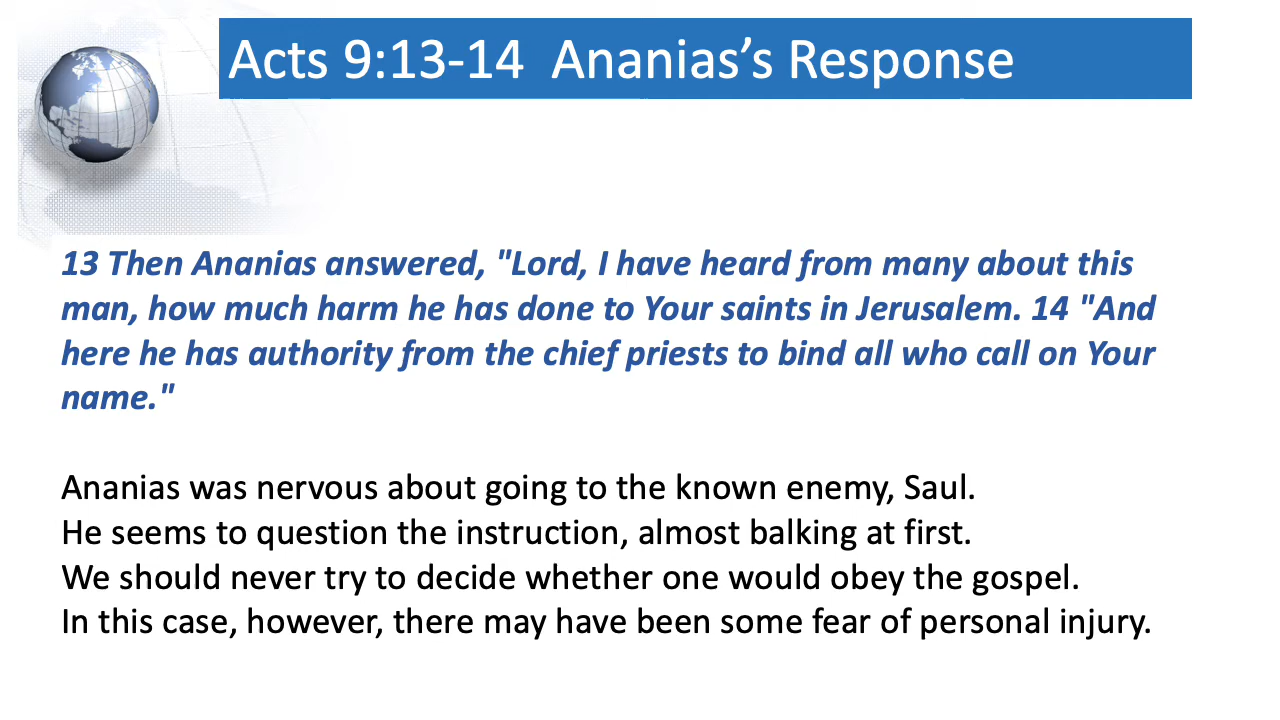 Acts 9:13-14  Ananias’s Response
13 Then Ananias answered, "Lord, I have heard from many about this
man, how much harm he has done to Your saints in Jerusalem. 14 "And
here he has authority from the chief priests to bind all who call on Your
name."
Ananias was nervous about going to the known enemy, Saul.
He seems to question the instruction, almost balking at first.
We should never try to decide whether one would obey the gospel.
In this case, however, there may have been some fear of personal injury.